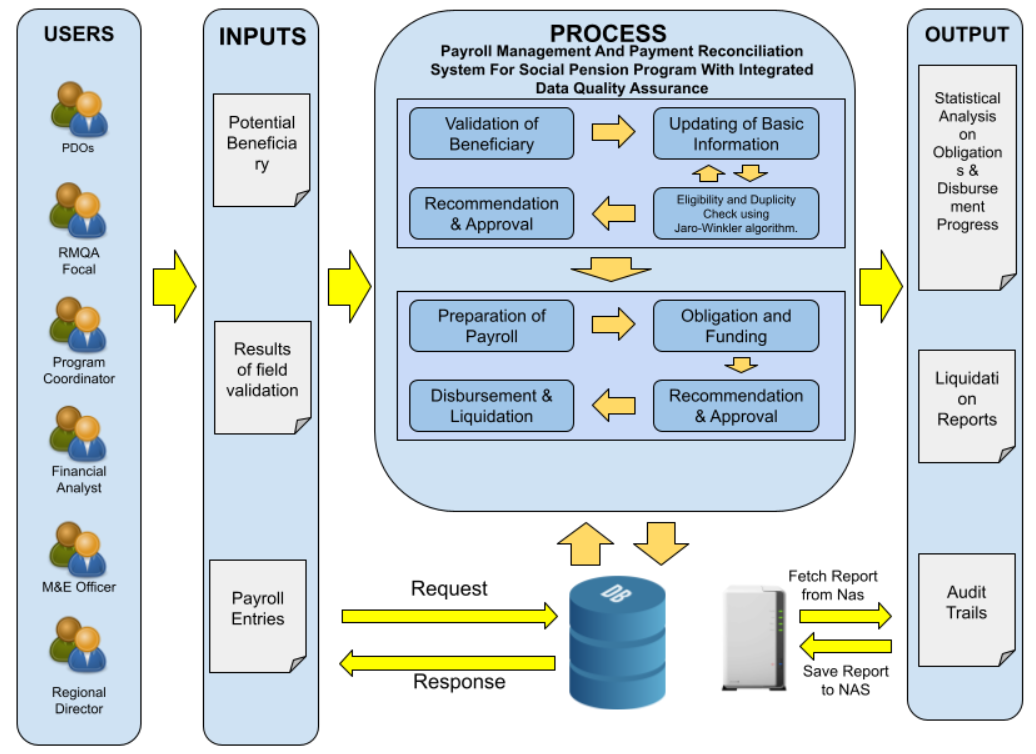 USERS
PDOs
RMQA
Focal
Program
Coordinator
Financial
Analyst
M&E Officer
Regional
Director
INPUTS
Potential
Beneficia
ry
Results
of field
validation
Payroll
Entries
PROCESS
Payroll Management And Payment Reconciliation
System For Social Pension Program With Integrated
Data Quality Assurance
Validation of
Beneficiary
Updating of Basic
Information
Recommendation
& Approval
Eligibility and Duplicity
Check using
Jaro-Winkler algorithm.
Preparation of
Payroll
Obligation and
Funding
Disbursement &
Liquidation
Recommendation
& Approval
Request
Response
DB
Fetch Report
from Nas
Save Report
to NAS
OUTPUT
Statistical
Analysis
on
Obligation
s &
Disburse
ment
Progress
Liquidati
on
Reports
Audit
Trails